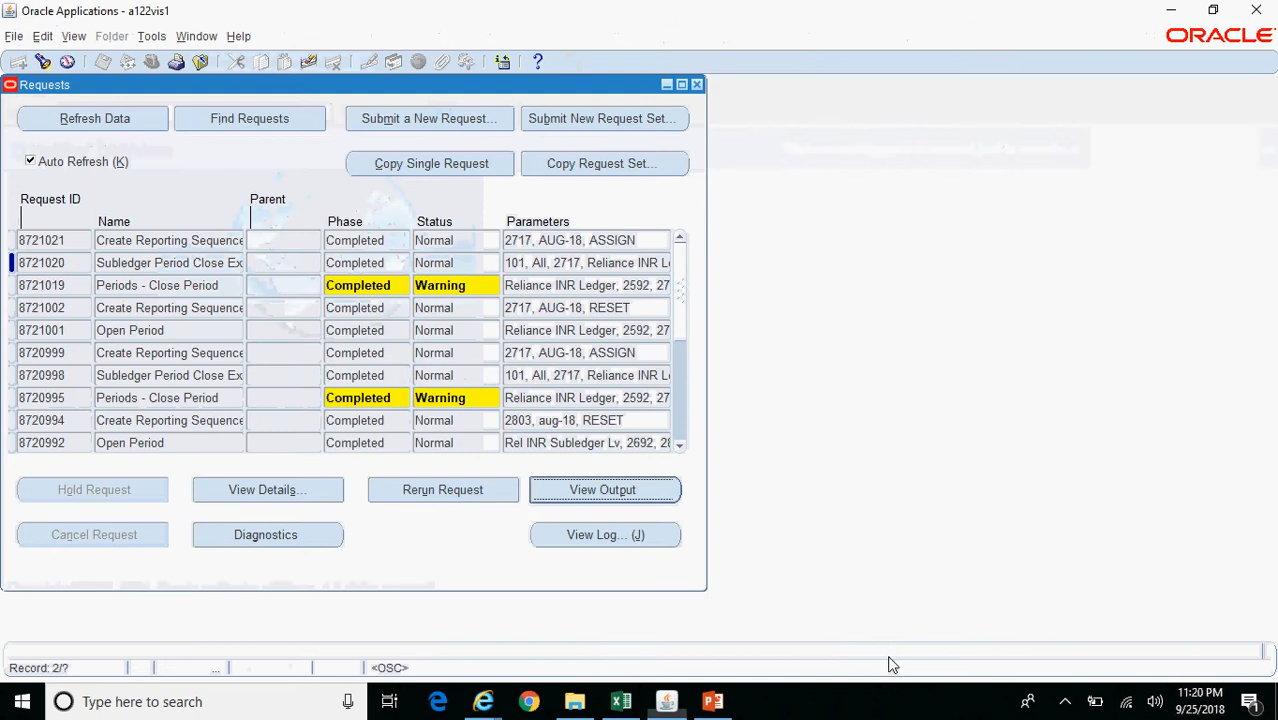 Oracle Applications - a122vis1
File Edit View Folder Tools Window Help
ORACLE
Requests
Refresh Data Find Requests Submit a New Request... Submit New Request Set...
Auto Refresh (K) Copy Single Request Copy Request Set...
Request ID Parent
Name Phase Status Parameters
8721021 Create Reporting Sequence Completed Normal 2717, AUG-18, ASSIGN
8721020 Subledger Period Close Ex Completed Normal 101, All, 2717, Reliance INR L
8721019 Periods - Close Period Completed Warning Reliance INR Ledger, 2592, 27
8721002 Create Reporting Sequence Completed Normal 2717, AUG-18, RESET
8721001 Open Period Completed Normal Reliance INR Ledger, 2592, 27
8720999 Create Reporting Sequence Completed Normal 2717, AUG-18, ASSIGN
8720998 Subledger Period Close Ex Completed Normal 101, All, 2717, Reliance INR L
8720995 Periods - Close Period Completed Warning Reliance INR Ledger, 2592, 27
8720994 Create Reporting Sequence Completed Normal 2803, aug-18, RESET
8720992 Open Period Completed Normal Rel INR Subledger Lv, 2692, 28
Hold Request View Details... Rerun Request View Output
Cancel Request Diagnostics View Log... (J)
Record: 2/? ... <OSC>
Type here to search
11:20 PM
9/25/2018
1